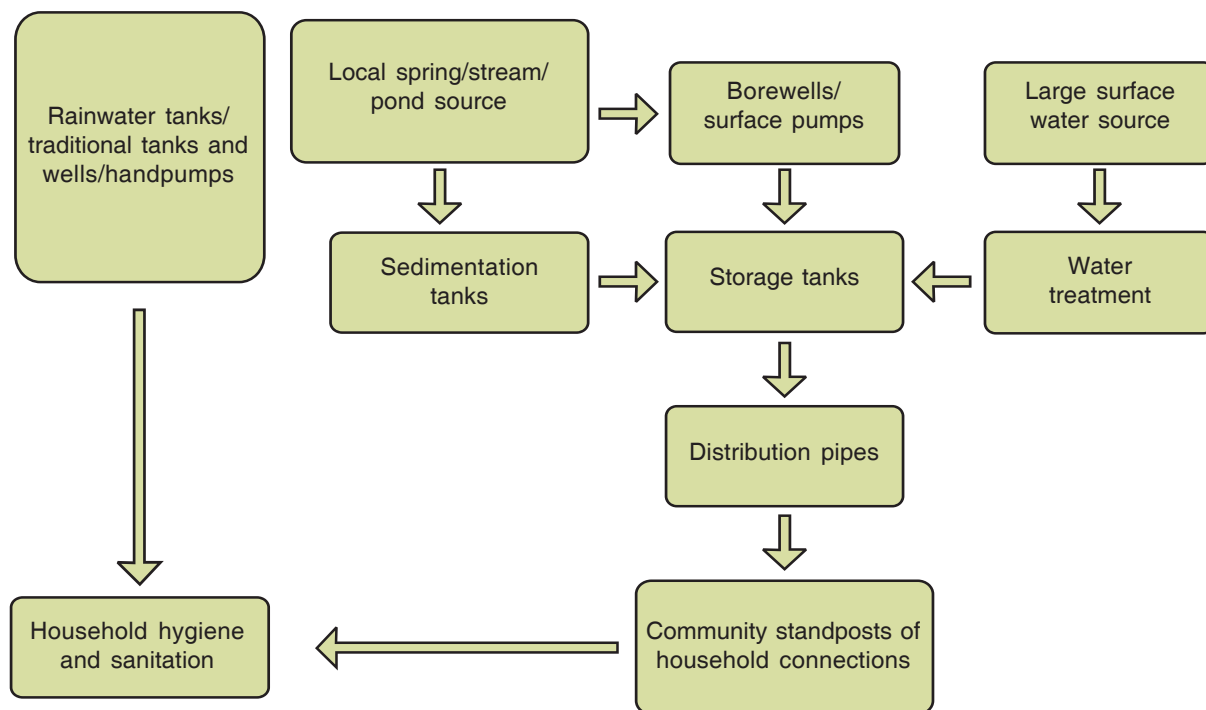 Rainwater tanks/
traditional tanks and
wells/handpumps
Local spring/stream/
pond source
Borewells/
surface pumps
Large surface
water source
Sedimentation
tanks
Storage tanks
Water
treatment
Distribution pipes
Household hygiene
and sanitation
Community standposts of
household connections